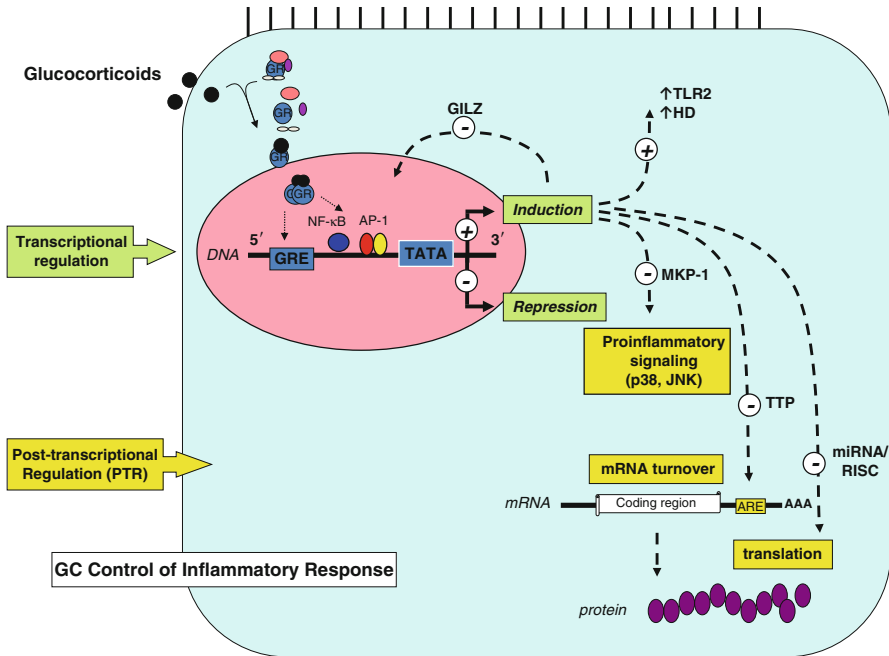 Glucocorticoids
GR
GR
GR
GR
GILZ
-
↑TLR2
↑HD
+
NF-κB
AP-1
Induction
Transcriptional
regulation
5′
3′
DNA
GRE
TATA
+
-
-
MKP-1
Repression
Proinflammatory
signaling
(p38, JNK)
-
TTP
Post-transcriptional
Regulation (PTR)
mRNA turnover
-
miRNA/
RISC
mRNA
Coding region
ARE
AAA
translation
GC Control of Inflammatory Response
protein